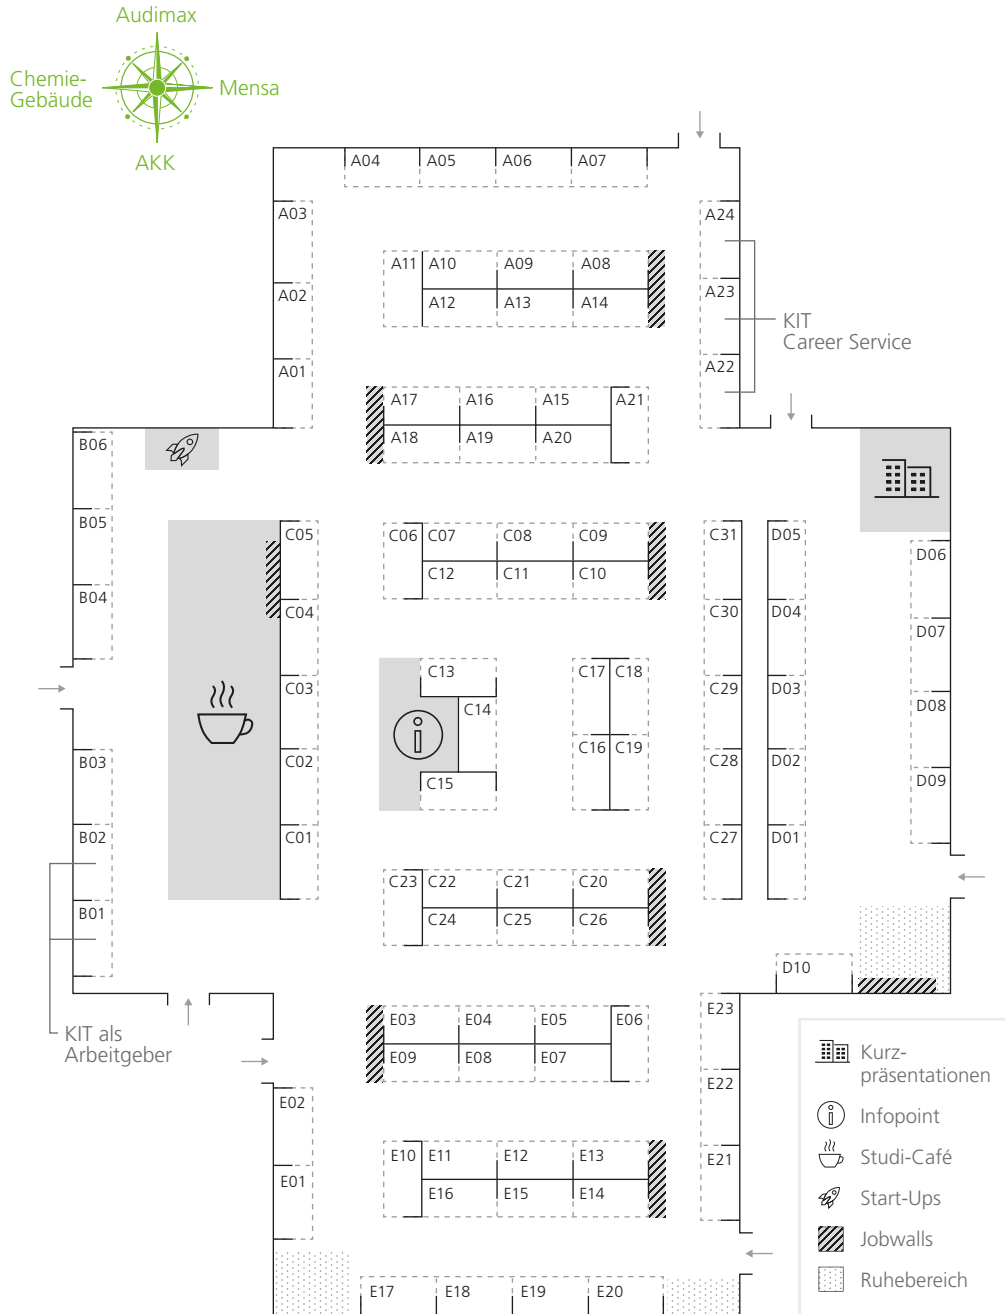 Audimax
Chemie-
Gebäude
Mensa
AKK
A04 A05 A06 A07
A03 A24
A11 A10 A09 A08
A02 A12 A13 A14 A23
KIT
Career Service
A01 A22
A17 A16 A15 A21
A18 A19 A20
B06
B05 C05 C06 C07 C08 C09 C31 D05
D06
C12 C11 C10
B04 C04 C30 D04
D07
C13 C17 C18
C03 C29 D03
C14 D08
C16 C19
B03 C02 C28 D02
C15 D09
B02 C01 C27 D01
C23 C22 C21 C20
B01 C24 C25 C26
D10
E23
E03 E04 E05 E06
KIT als
Arbeitgeber
E09 E08 E07
E02 E22
E10 E11 E12 E13
E01 E21
E16 E15 E14
E17 E18 E19 E20
Kurz-
präsentationen
Infopoint
Studi-Café
Start-Ups
Jobwalls
Ruhebereich